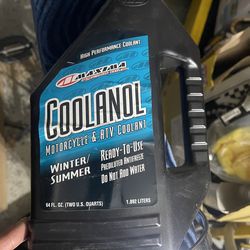 High Performance Coolant
MAXIMA
COOLANOL
Motorcycle & ATV Coolant
Winter/
Summer
Ready-To-Use
Prediluted Antifreeze
Do Not Add Water
64 FL. OZ. (TWO U.S. QUARTS)
1.892 LITERS